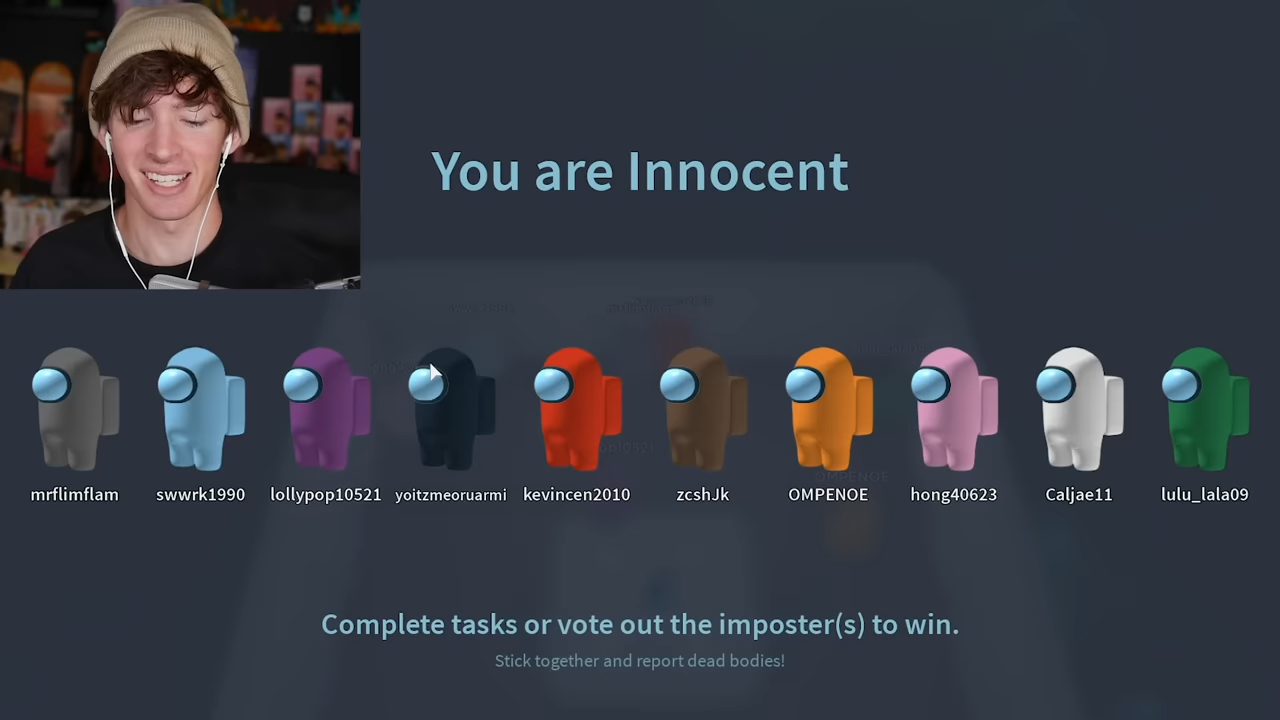 You are Innocent
mrflimflam swwrk1990 lollypop10521 yoitzmeoruarmi kevincen2010 zcshJk OMPENOE hong40623 Caljae11 lulu_lala09
OMPENOE
Complete tasks or vote out the imposter(s) to win.
Stick together and report dead bodies!